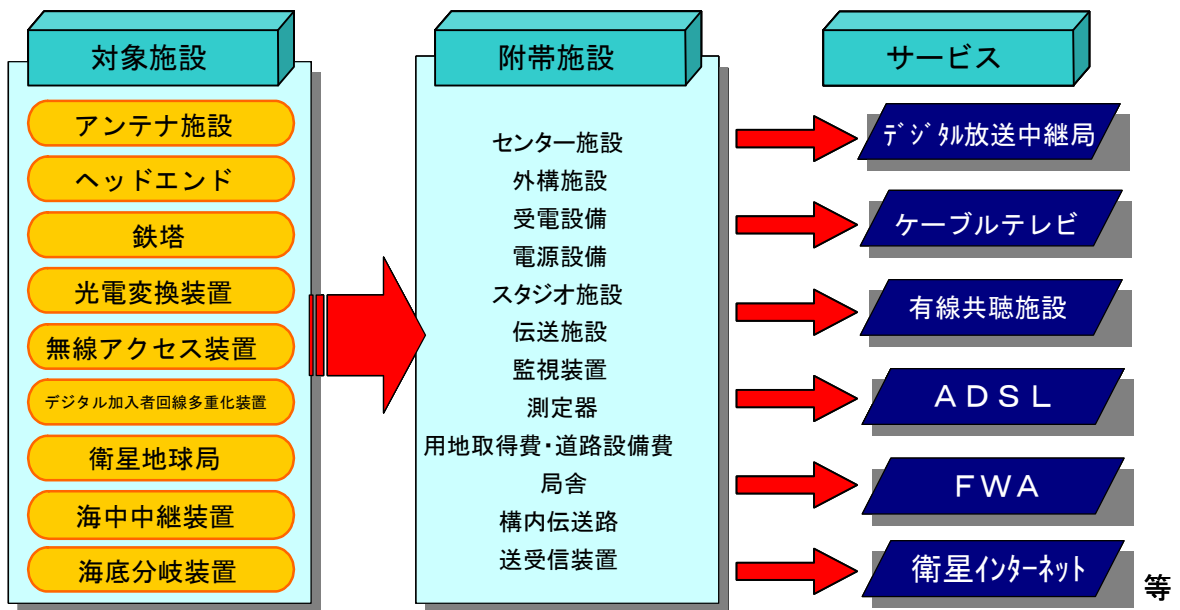 対象施設
アンテナ施設
ヘッドエンド
鉄塔
光電変換装置
無線アクセス装置
デジタル加入者回線多重化装置
衛星地球局
海中中継装置
海底分岐装置
附帯施設
センター施設
外構施設
受電設備
電源設備
スタジオ施設
伝送施設
監視装置
測定器
用地取得費・道路設備費
局舎
構内伝送路
送受信装置
サービス
ﾃﾞｼﾞﾀﾙ放送中継局
ケーブルテレビ
有線共聴施設
ＡＤＳＬ
ＦＷＡ
衛星ｲﾝﾀｰﾈｯﾄ
等